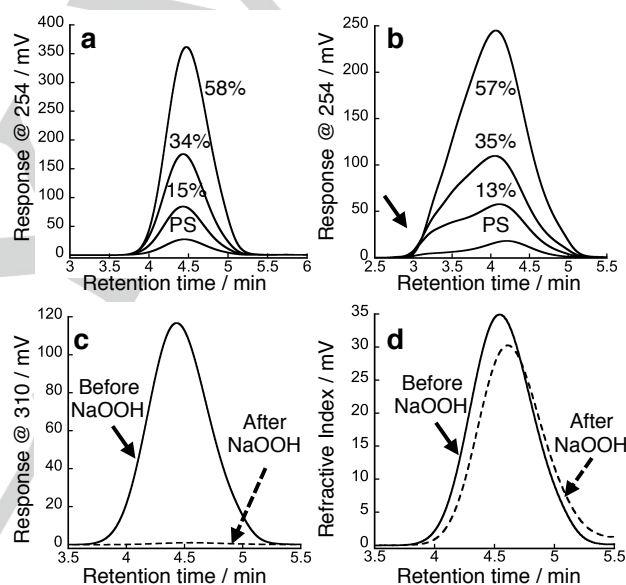 a
Response @ 254 / mV
400
350
300
250
200
150
100
50
0
58%
34%
15%
PS
3 3.5 4 4.5 5 5.5 6
Retention time / min
b
Response @ 254 / mV
250
200
150
100
50
0
57%
35%
13%
PS
2.5 3 3.5 4 4.5 5 5.5
Retention time / min
c
Response @ 310 / mV
120
100
80
60
40
20
0
Before
NaOOH
After
NaOOH
3.5 4 4.5 5 5.5
Retention time / min
d
Refractive Index / mV
35
30
25
20
15
10
5
0
Before
NaOOH
After
NaOOH
3.5 4 4.5 5 5.5
Retention time / min